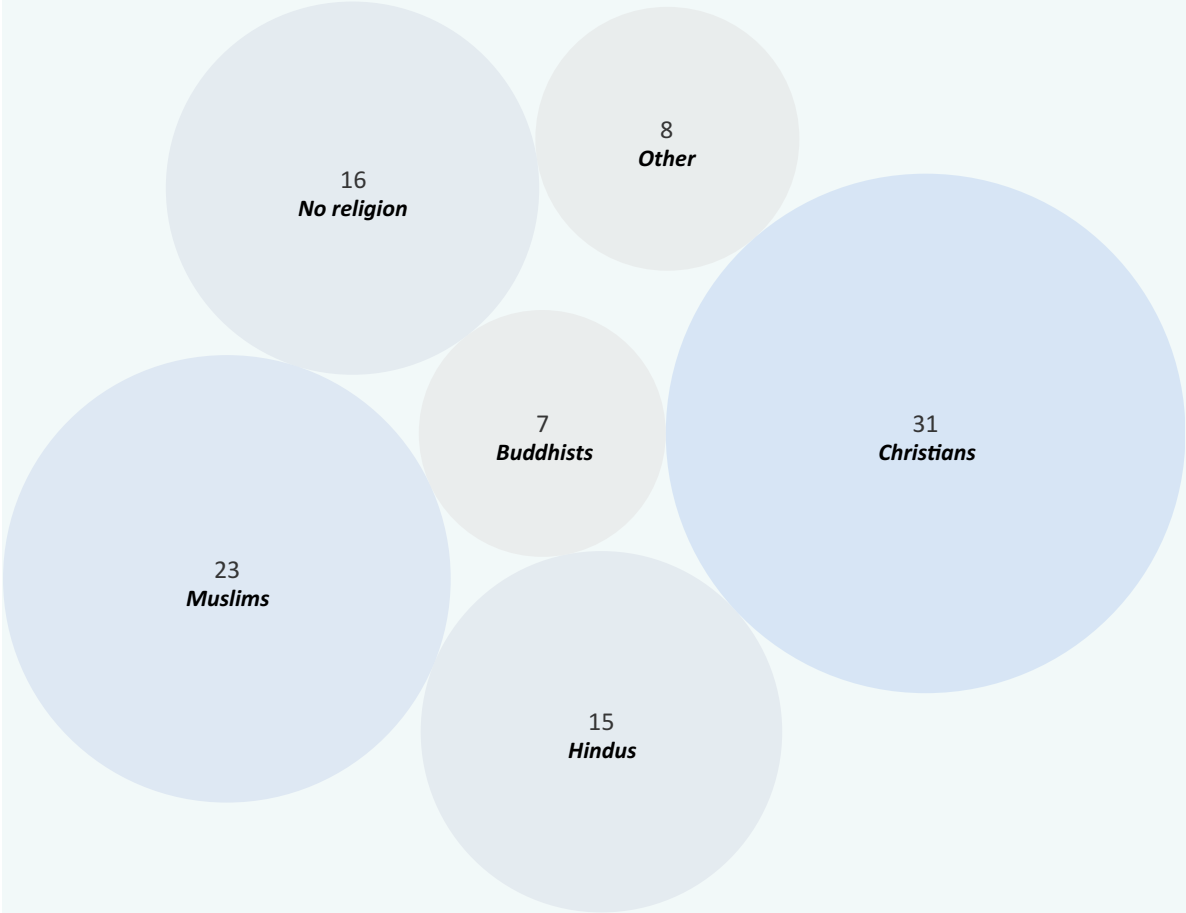 8
Other
16
No religion
31
Christians
7
Buddhists
23
Muslims
15
Hindus